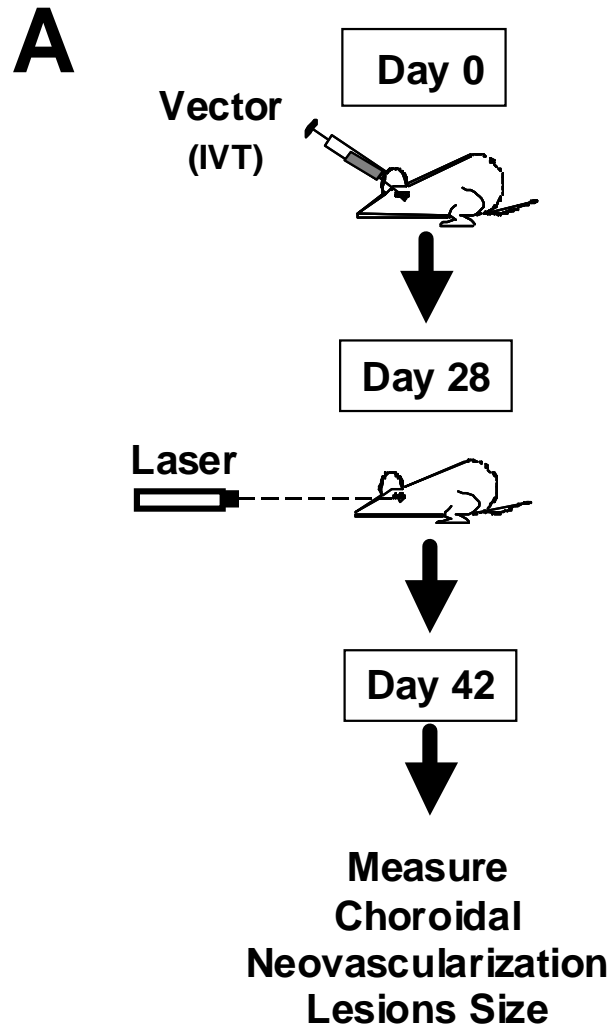 A
Day 0
Vector
(IVT)
Day 28
Laser
Day 42
Measure
Choroidal
Neovascularization
Lesions Size